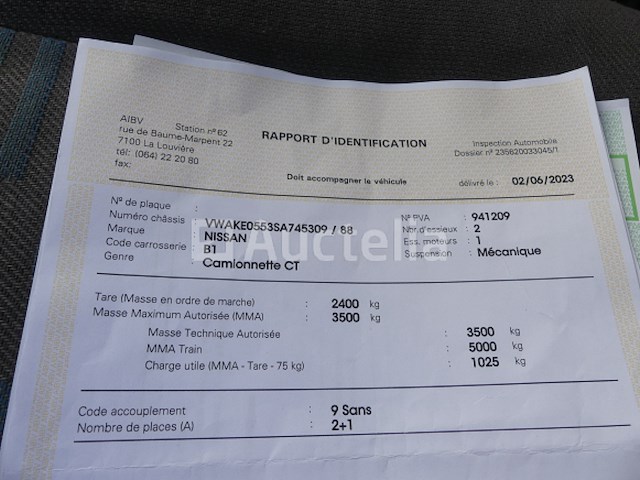 AIBV
Station n° 62
rue de Baume-Marpent 22
7100 La Louvière
tél: (064) 22 20 80
fax:
RAPPORT D'IDENTIFICATION
Inspection Automobile
Dossier n° 235620033045/1
Doit accompagner le véhicule
délivré le : 02/06/2023
N° de plaque :
Numéro châssis : VWAKE0553SA745309 / 88
Marque : NISSAN
Code carrosserie : B1
Genre : Camionnette CT
N° PVA : 941209
Nbr d'essieux : 2
Ess. moteurs : 1
Suspension : Mécanique
Auctelia
Tare (Masse en ordre de marche) : 2400 kg
Masse Maximum Autorisée (MMA) : 3500 kg
Masse Technique Autorisée : 3500 kg
MMA Train : 5000 kg
Charge utile (MMA - Tare - 75 kg) : 1025 kg
Code accouplement : 9 Sans
Nombre de places (A) : 2+1